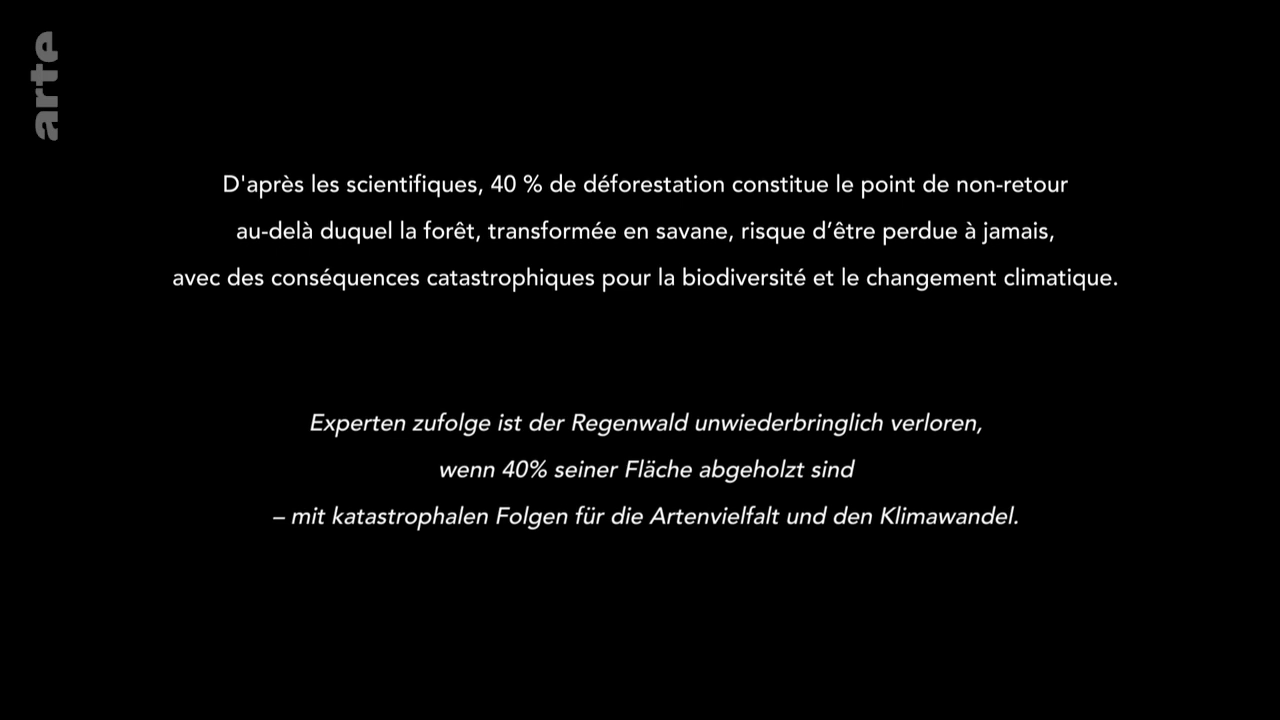 arte
D'après les scientifiques, 40 % de déforestation constitue le point de non-retour
au-delà duquel la forêt, transformée en savane, risque d’être perdue à jamais,
avec des conséquences catastrophiques pour la biodiversité et le changement climatique.
Experten zufolge ist der Regenwald unwiederbringlich verloren,
wenn 40% seiner Fläche abgeholzt sind
– mit katastrophalen Folgen für die Artenvielfalt und den Klimawandel.